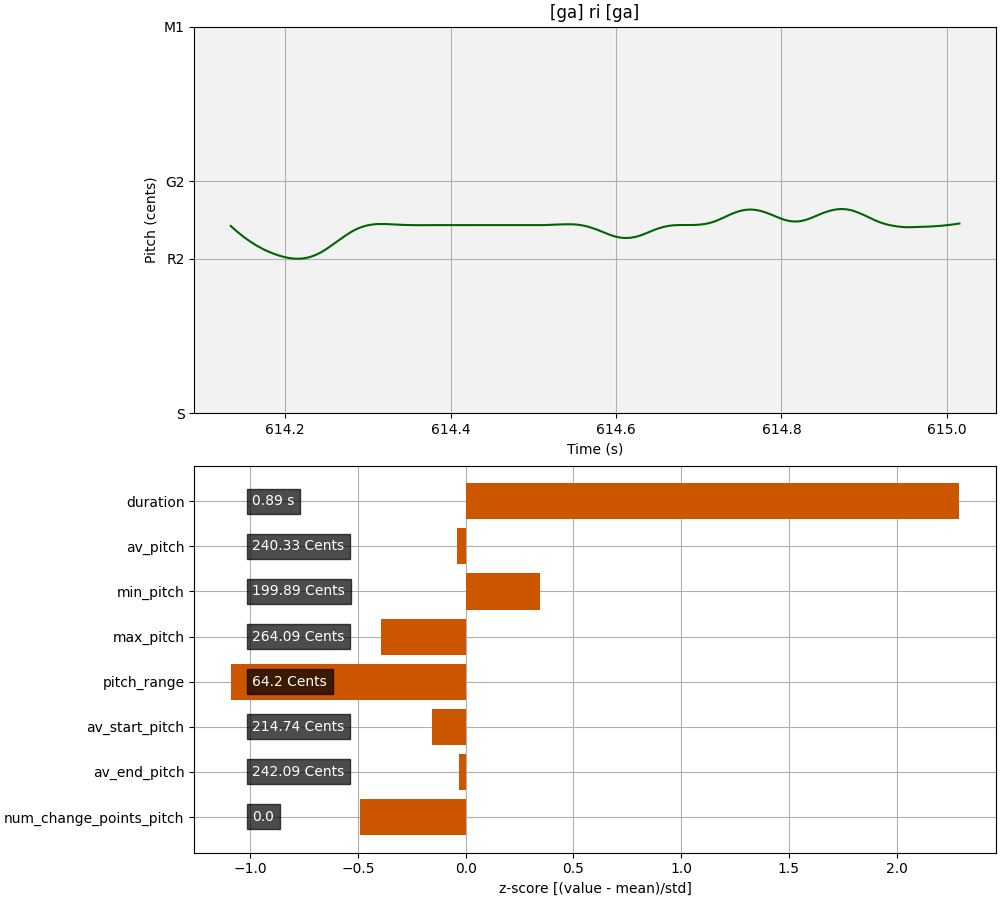 [ga] ri [ga]
M1
G2
R2
S
Pitch (cents)
614.2 614.4 614.6 614.8 615.0
Time (s)
duration 0.89 s
av_pitch 240.33 Cents
min_pitch 199.89 Cents
max_pitch 264.09 Cents
pitch_range 64.2 Cents
av_start_pitch 214.74 Cents
av_end_pitch 242.09 Cents
num_change_points_pitch 0.0
−1.0 −0.5 0.0 0.5 1.0 1.5 2.0
z-score [(value - mean)/std]